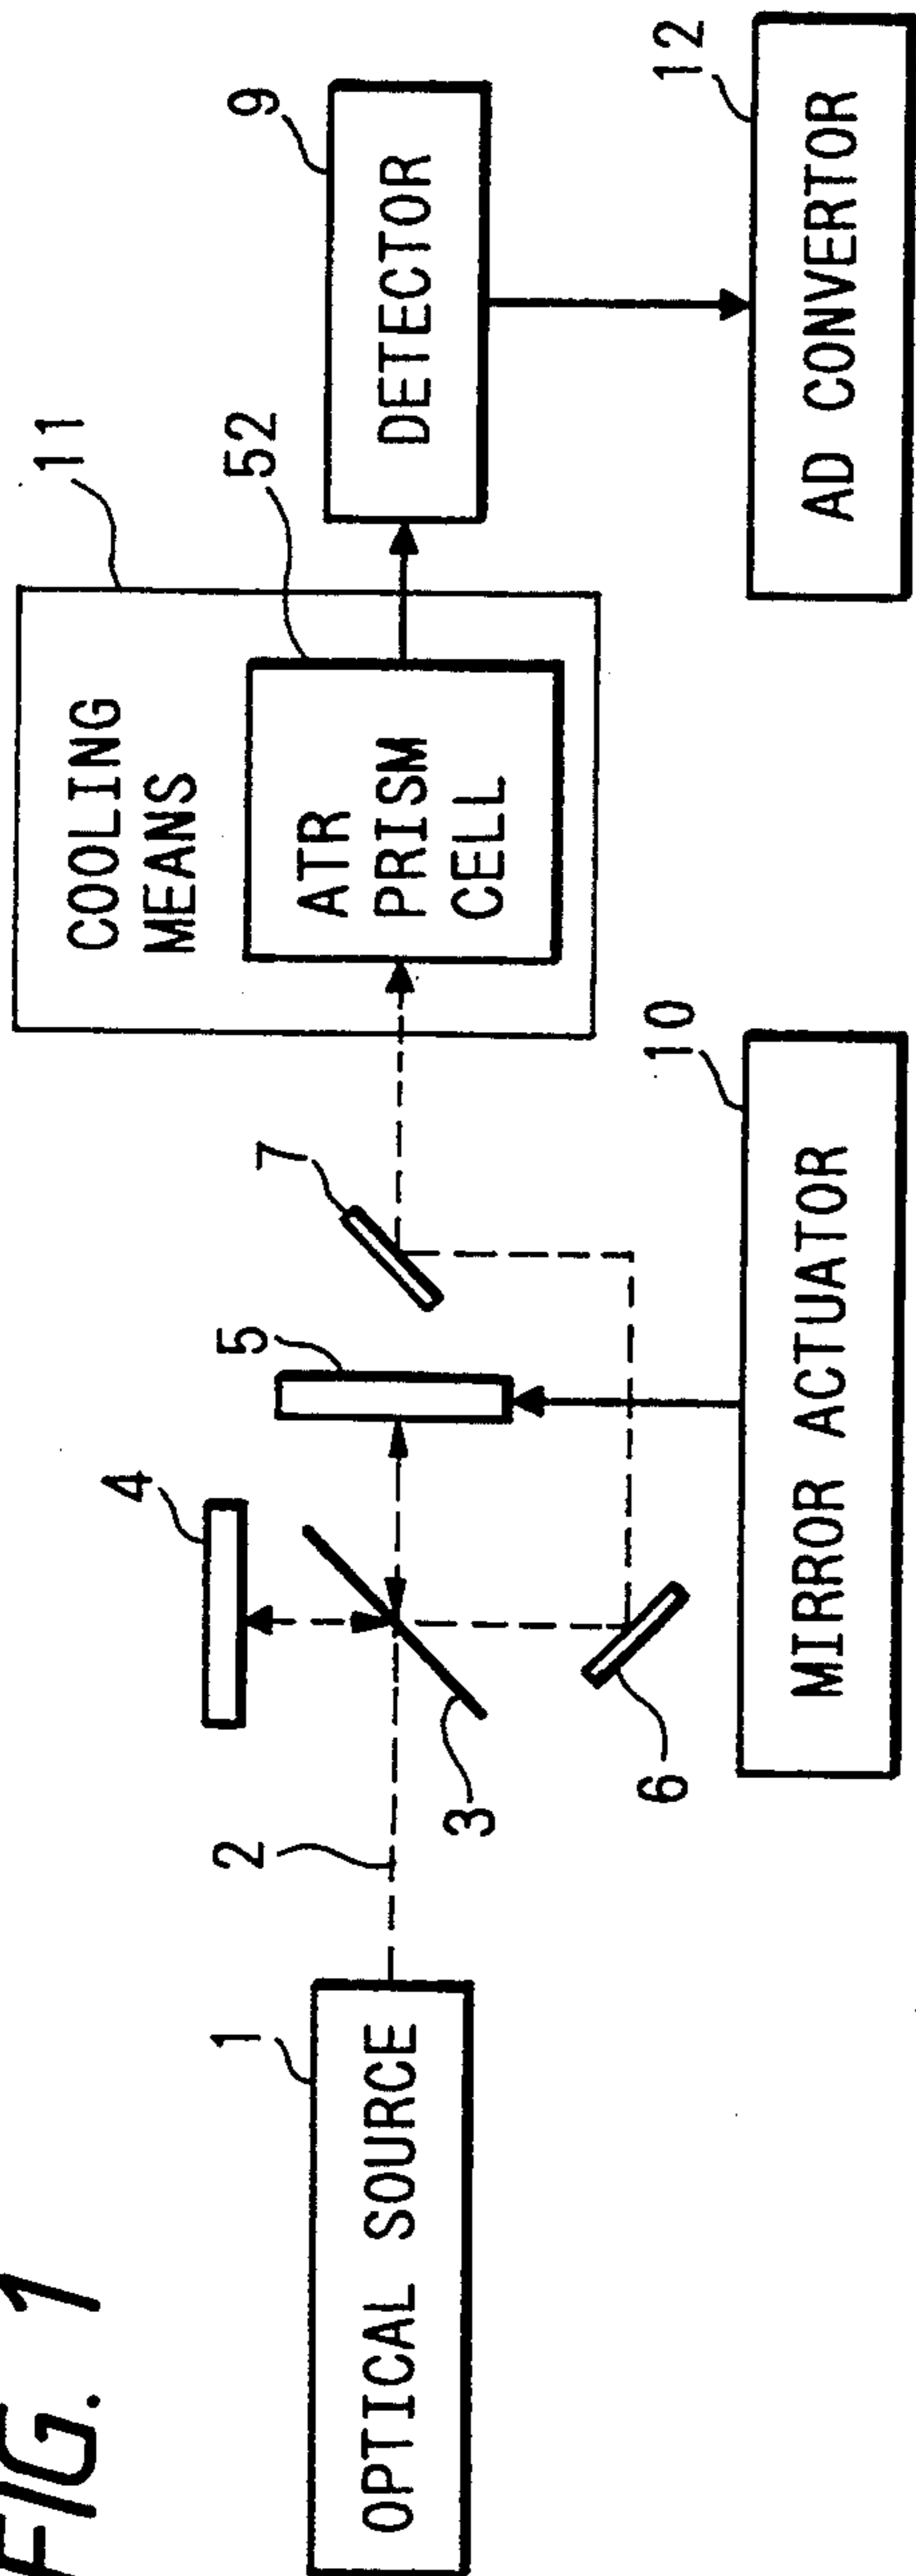 FIG. 1
OPTICAL SOURCE
1
2
3
4
5
6
7
MIRROR ACTUATOR
10
COOLING
MEANS
11
ATR
PRISM
CELL
52
DETECTOR
9
AD CONVERTOR
12